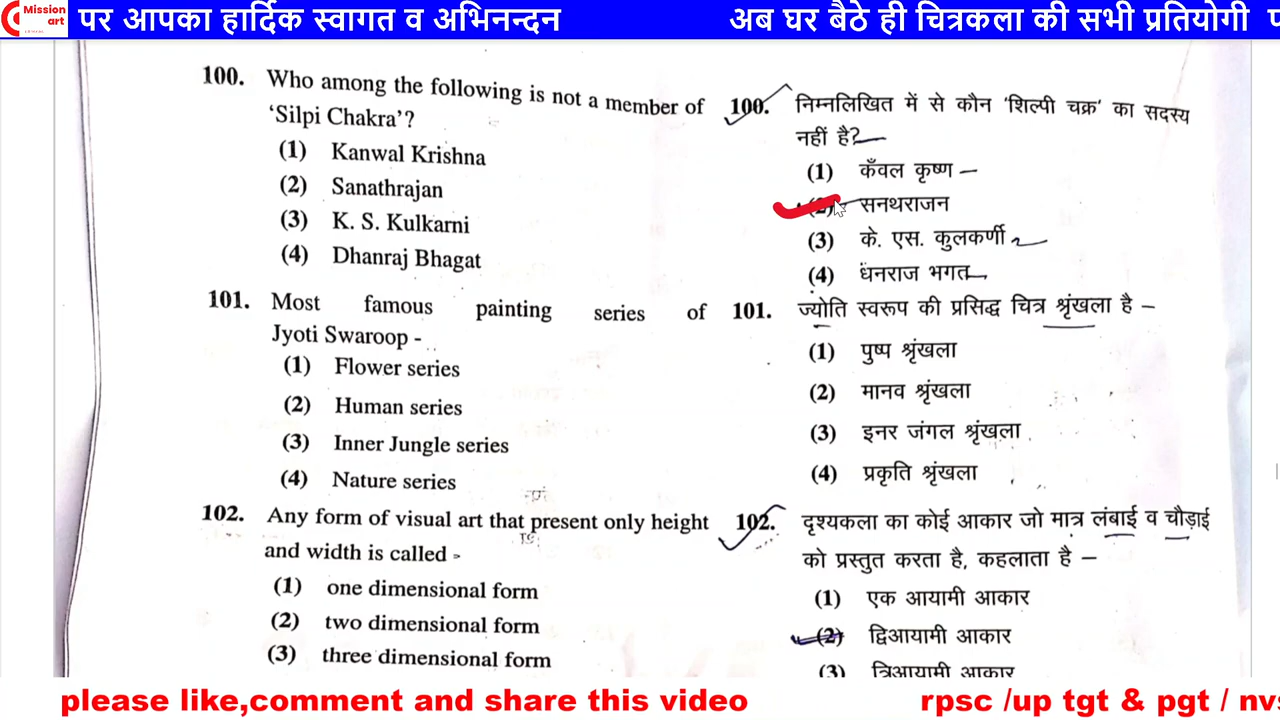 Mission
art
पर आपका हार्दिक स्वागत व अभिनन्दन
अब घर बैठे ही चित्रकला की सभी प्रतियोगी
100. Who among the following is not a member of
'Silpi Chakra'?
(1) Kanwal Krishna
(2) Sanathrajan
(3) K. S. Kulkarni
(4) Dhanraj Bhagat
101. Most famous painting series of
Jyoti Swaroop -
(1) Flower series
(2) Human series
(3) Inner Jungle series
(4) Nature series
102. Any form of visual art that present only height
and width is called -
(1) one dimensional form
(2) two dimensional form
(3) three dimensional form
100. निम्नलिखित में से कौन 'शिल्पी चक्र' का सदस्य
नहीं है?
(1) कँवल कृष्ण
(2) सनथराजन
(3) के. एस. कुलकर्णी
(4) धनराज भगत
101. ज्योति स्वरूप की प्रसिद्ध चित्र श्रृंखला है –
(1) पुष्प श्रृंखला
(2) मानव श्रृंखला
(3) इनर जंगल श्रृंखला
(4) प्रकृति श्रृंखला
102. दृश्यकला का कोई आकार जो मात्र लंबाई व चौड़ाई
को प्रस्तुत करता है, कहलाता है –
(1) एक आयामी आकार
(2) द्विआयामी आकार
(3) त्रिआयामी आकार
please like,comment and share this video
rpsc /up tgt & pgt / nvs